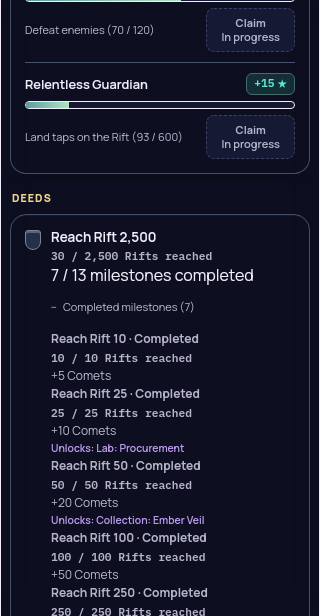 Defeat enemies (70 / 120)
Claim
In progress
Relentless Guardian
+15 ★
Land taps on the Rift (93 / 600)
Claim
In progress
DEEDS
Reach Rift 2,500
30 / 2,500 Rifts reached
7 / 13 milestones completed
– Completed milestones (7)
Reach Rift 10 · Completed
10 / 10 Rifts reached
+5 Comets
Reach Rift 25 · Completed
25 / 25 Rifts reached
+10 Comets
Unlocks: Lab: Procurement
Reach Rift 50 · Completed
50 / 50 Rifts reached
+20 Comets
Unlocks: Collection: Ember Veil
Reach Rift 100 · Completed
100 / 100 Rifts reached
+50 Comets
Reach Rift 250 · Completed
250 / 250 Rifts reached